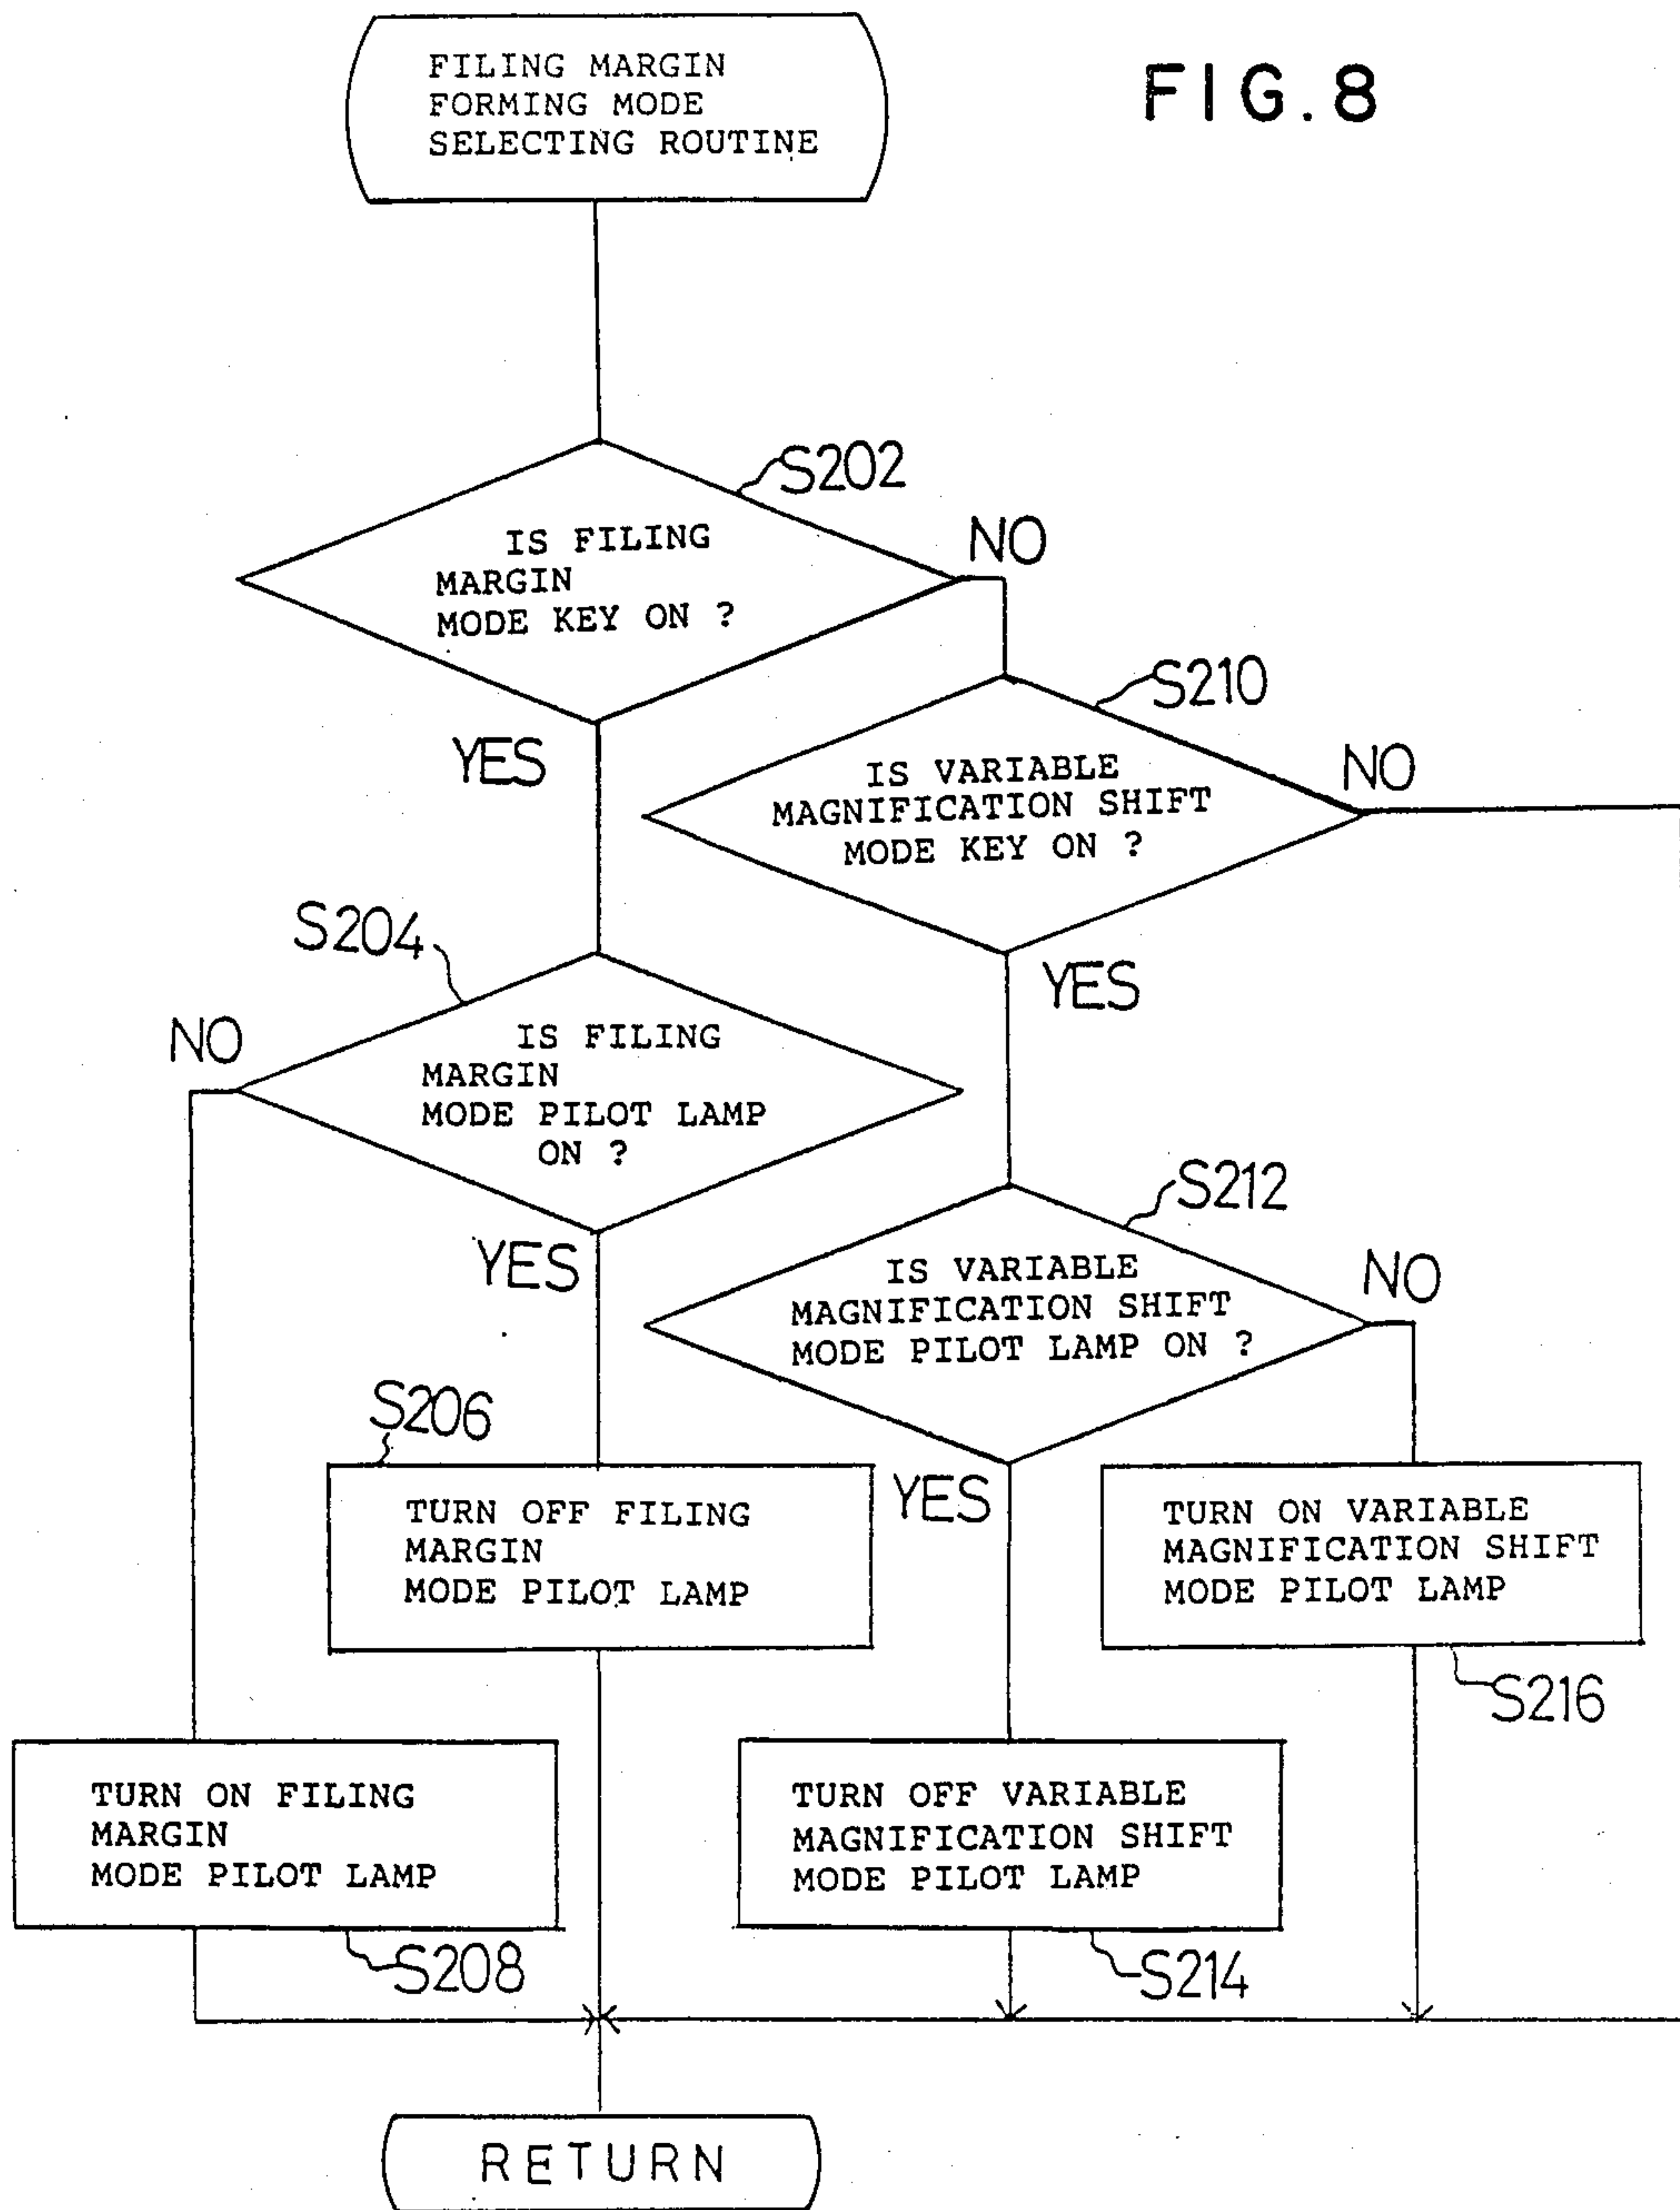 FILING MARGIN
FORMING MODE
SELECTING ROUTINE
FIG.8
S202
IS FILING
MARGIN
MODE KEY ON ?
NO
YES
S210
IS VARIABLE
MAGNIFICATION SHIFT
MODE KEY ON ?
NO
YES
S204
IS FILING
MARGIN
MODE PILOT LAMP
ON ?
NO
YES
S212
IS VARIABLE
MAGNIFICATION SHIFT
MODE PILOT LAMP ON ?
NO
YES
S206
TURN OFF FILING
MARGIN
MODE PILOT LAMP
TURN ON VARIABLE
MAGNIFICATION SHIFT
MODE PILOT LAMP
S216
TURN ON FILING
MARGIN
MODE PILOT LAMP
S208
TURN OFF VARIABLE
MAGNIFICATION SHIFT
MODE PILOT LAMP
S214
RETURN